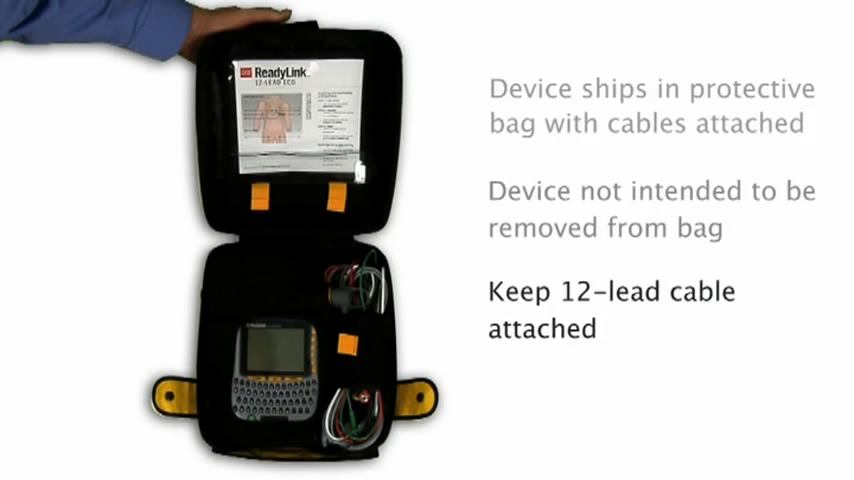 ReadyLink
12-LEAD ECG
Device ships in protective
bag with cables attached
Device not intended to be
removed from bag
Keep 12-lead cable
attached